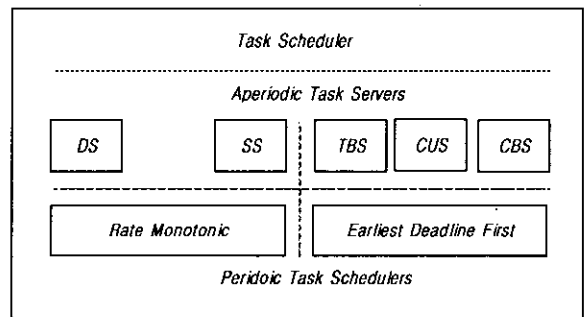 Task Scheduler
Aperiodic Task Servers
DS SS TBS CUS CBS
Rate Monotonic Earliest Deadline First
Peridoic Task Schedulers